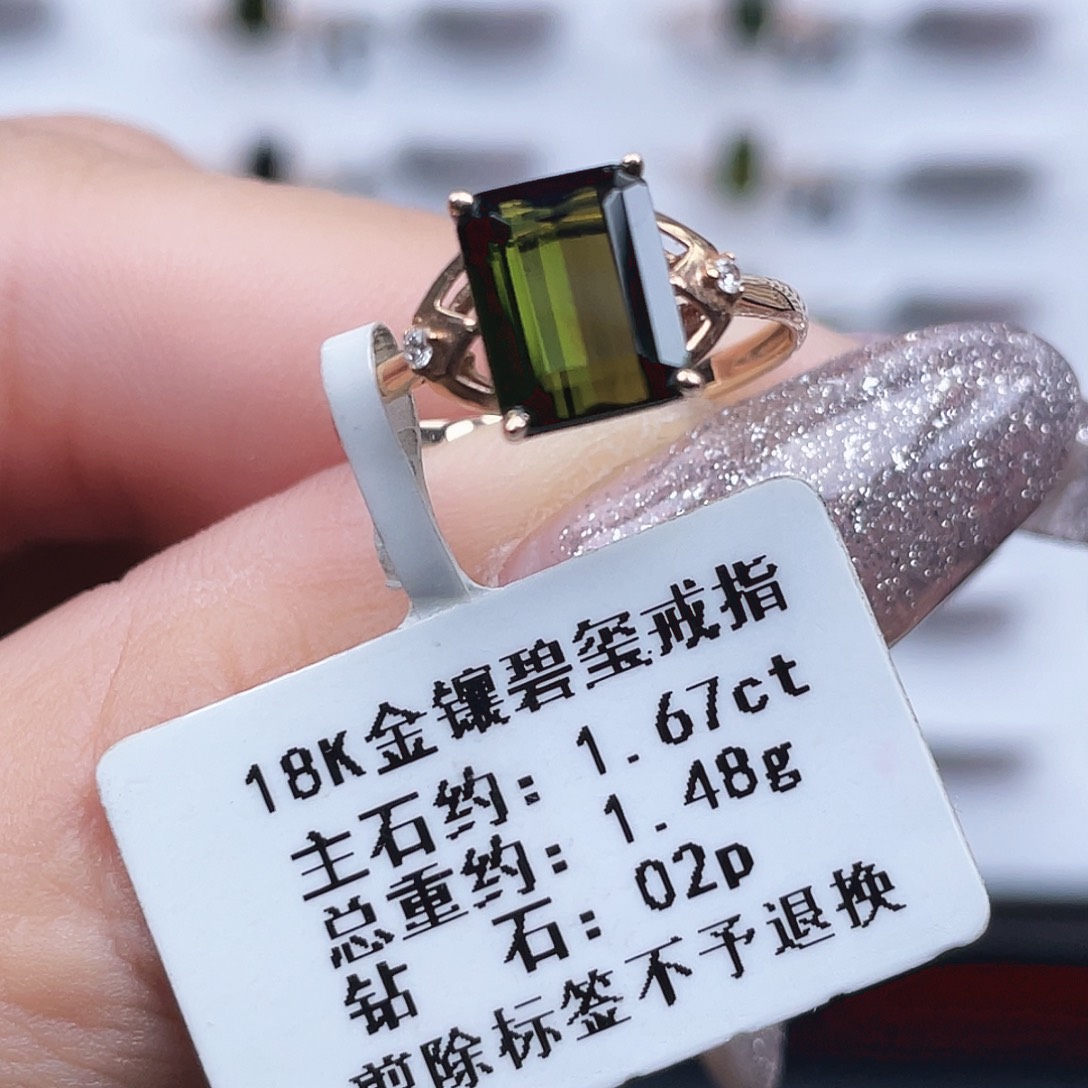 18K金镶碧玺戒指
主石约：1.67ct
总重约：1.48g
钻 石：02p
剪除标签不予退换